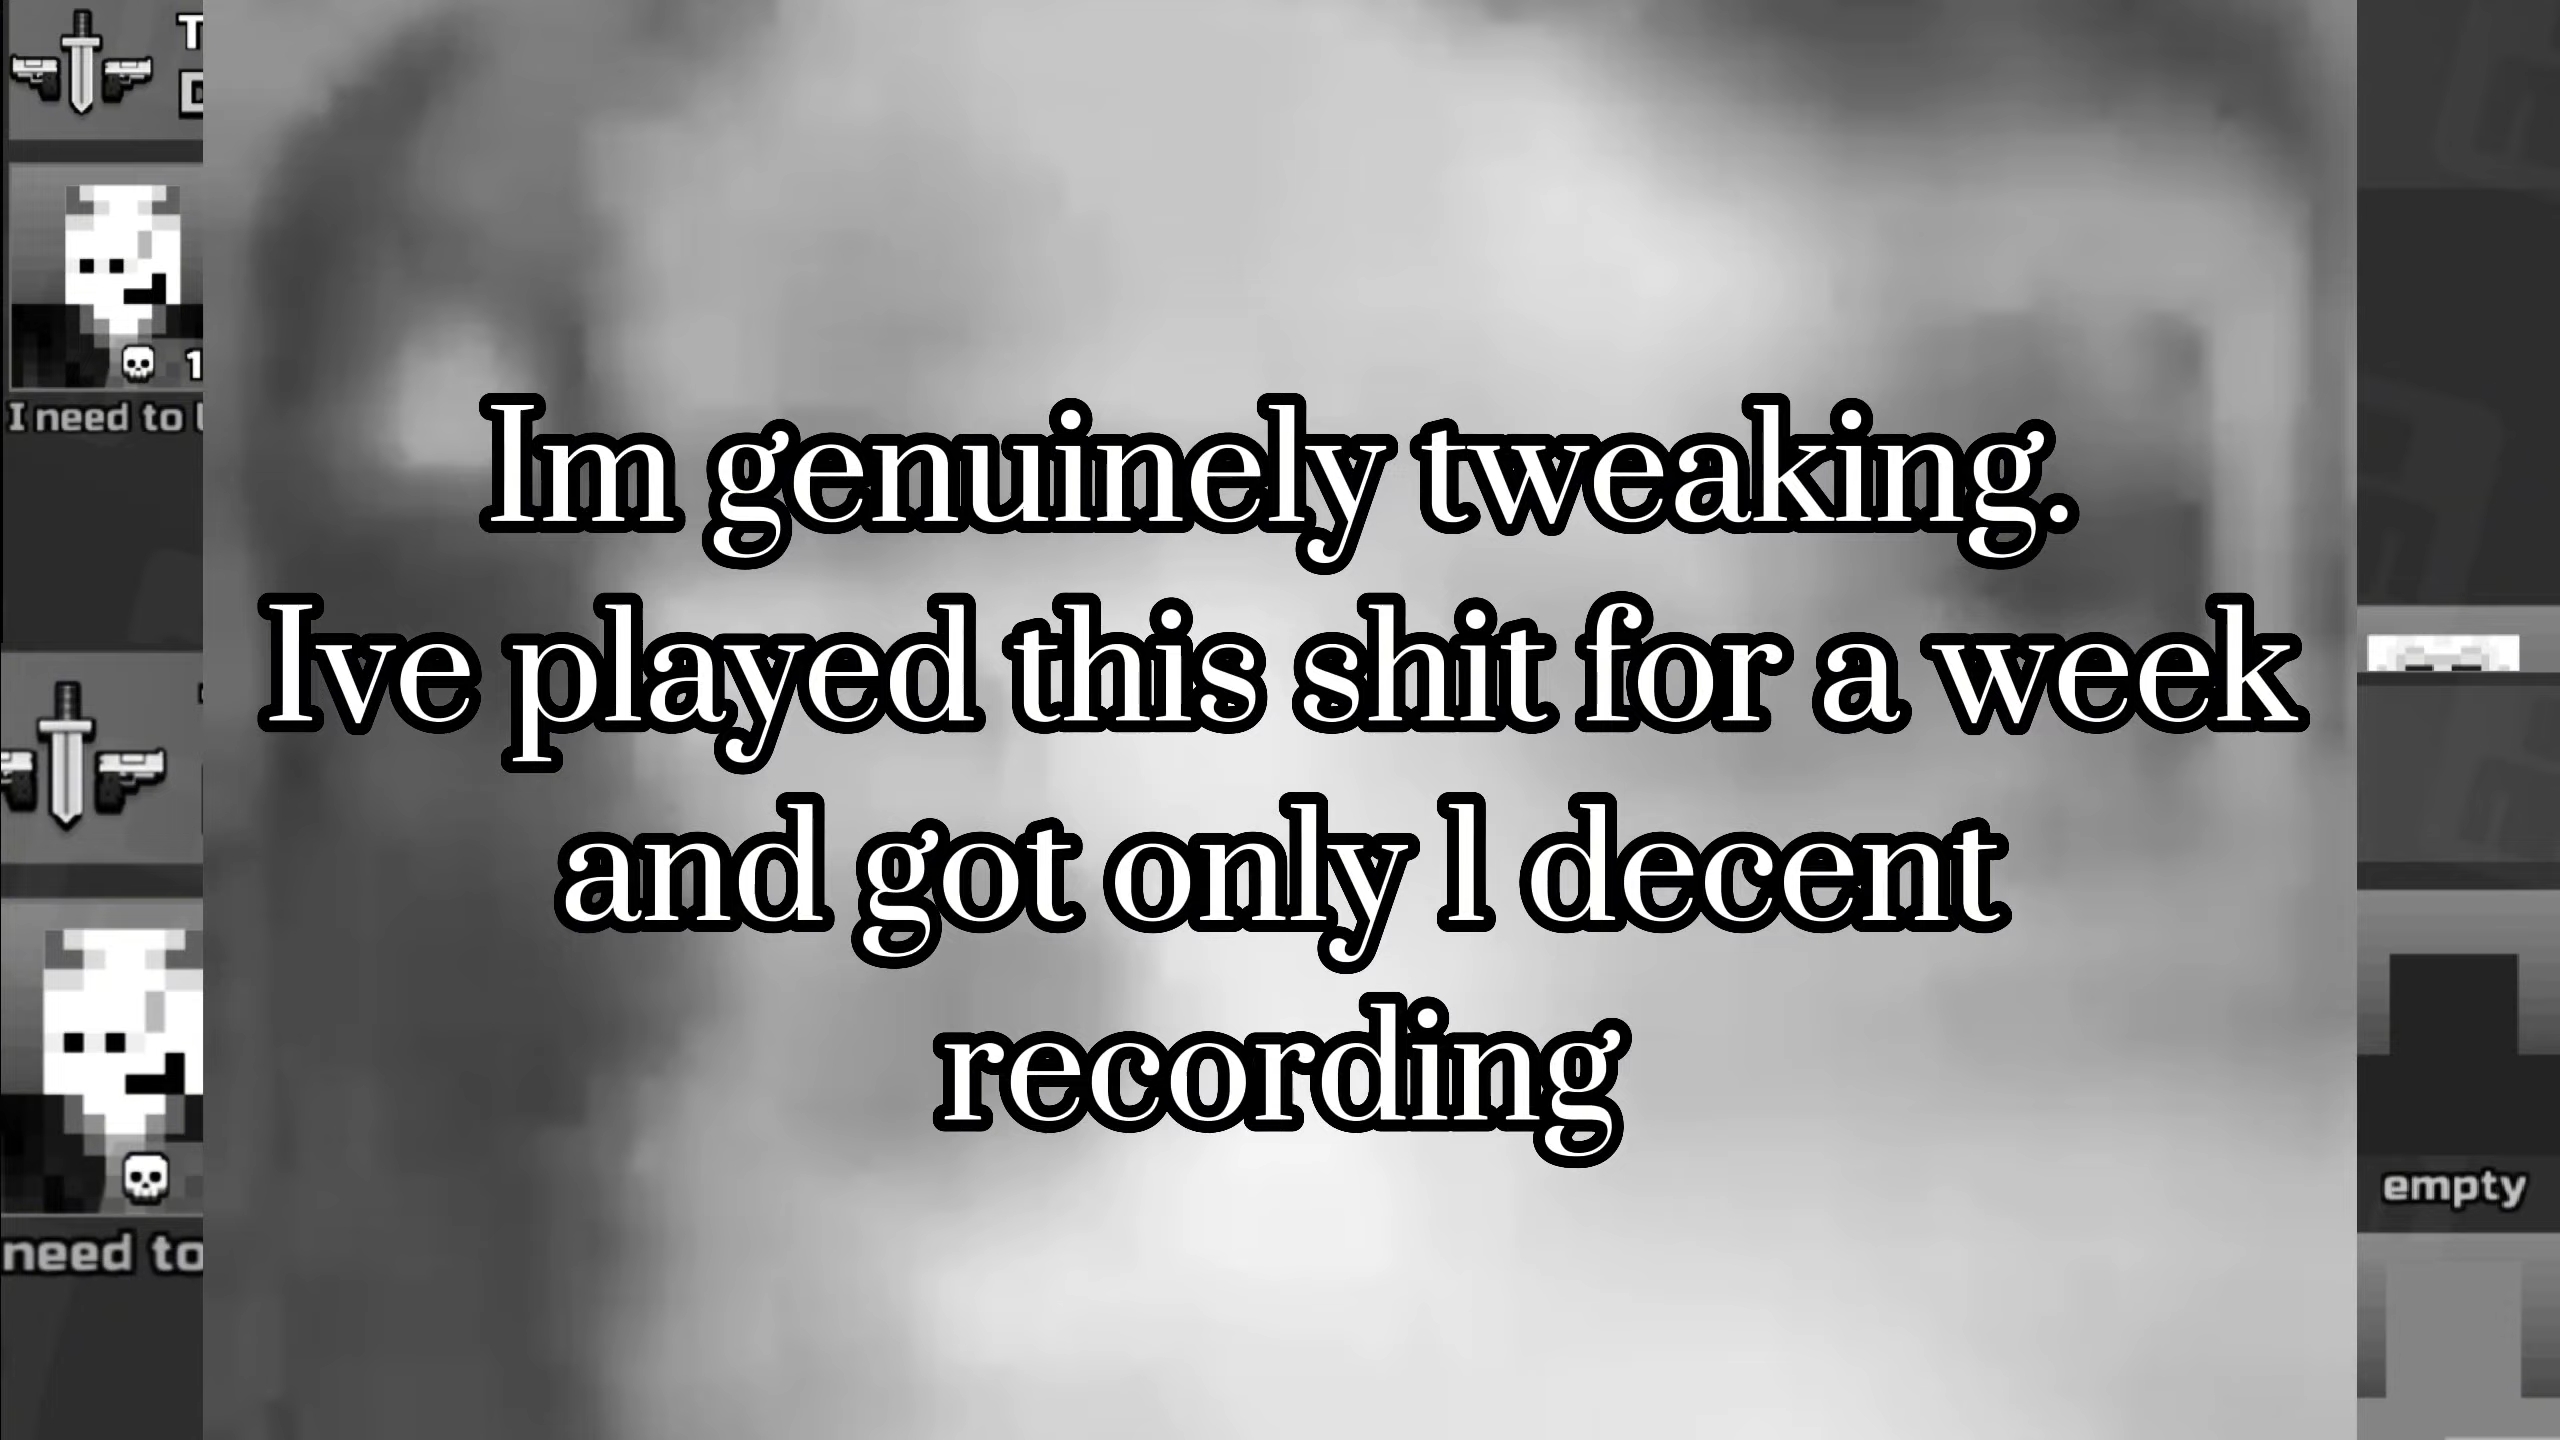 I need to
Im genuinely tweaking.
Ive played this shit for a week
and got only 1 decent
recording
empty
need to